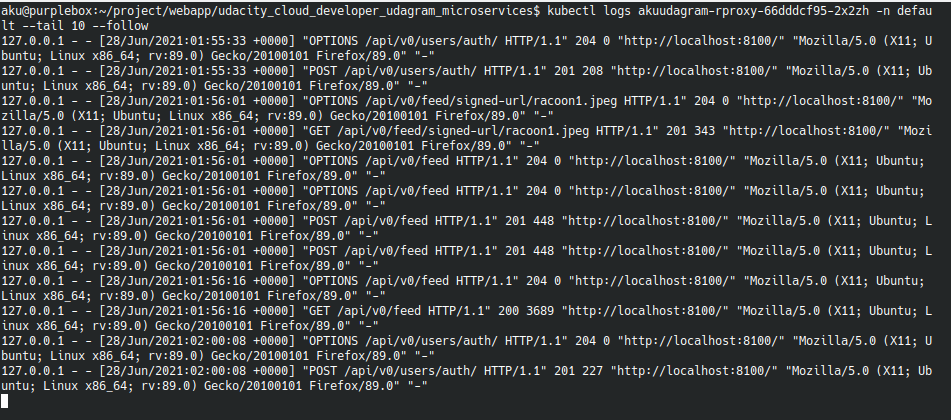 aku@purplebox:~/project/webapp/udacity_cloud_developer_udagram_microservices$ kubectl logs akuudagram-rproxy-66dddcf95-2x2zh -n defau
lt --tail 10 --follow
127.0.0.1 - - [28/Jun/2021:01:55:33 +0000] "OPTIONS /api/v0/users/auth/ HTTP/1.1" 204 0 "http://localhost:8100/" "Mozilla/5.0 (X11; U
buntu; Linux x86_64; rv:89.0) Gecko/20100101 Firefox/89.0" "-"
127.0.0.1 - - [28/Jun/2021:01:55:33 +0000] "POST /api/v0/users/auth/ HTTP/1.1" 201 208 "http://localhost:8100/" "Mozilla/5.0 (X11; Ub
untu; Linux x86_64; rv:89.0) Gecko/20100101 Firefox/89.0" "-"
127.0.0.1 - - [28/Jun/2021:01:56:01 +0000] "OPTIONS /api/v0/feed/signed-url/racoon1.jpeg HTTP/1.1" 204 0 "http://localhost:8100/" "Mo
zilla/5.0 (X11; Ubuntu; Linux x86_64; rv:89.0) Gecko/20100101 Firefox/89.0" "-"
127.0.0.1 - - [28/Jun/2021:01:56:01 +0000] "GET /api/v0/feed/signed-url/racoon1.jpeg HTTP/1.1" 201 343 "http://localhost:8100/" "Mozi
lla/5.0 (X11; Ubuntu; Linux x86_64; rv:89.0) Gecko/20100101 Firefox/89.0" "-"
127.0.0.1 - - [28/Jun/2021:01:56:01 +0000] "OPTIONS /api/v0/feed HTTP/1.1" 204 0 "http://localhost:8100/" "Mozilla/5.0 (X11; Ubuntu;
Linux x86_64; rv:89.0) Gecko/20100101 Firefox/89.0" "-"
127.0.0.1 - - [28/Jun/2021:01:56:01 +0000] "OPTIONS /api/v0/feed HTTP/1.1" 204 0 "http://localhost:8100/" "Mozilla/5.0 (X11; Ubuntu;
Linux x86_64; rv:89.0) Gecko/20100101 Firefox/89.0" "-"
127.0.0.1 - - [28/Jun/2021:01:56:01 +0000] "POST /api/v0/feed HTTP/1.1" 201 448 "http://localhost:8100/" "Mozilla/5.0 (X11; Ubuntu; L
inux x86_64; rv:89.0) Gecko/20100101 Firefox/89.0" "-"
127.0.0.1 - - [28/Jun/2021:01:56:01 +0000] "POST /api/v0/feed HTTP/1.1" 201 448 "http://localhost:8100/" "Mozilla/5.0 (X11; Ubuntu; L
inux x86_64; rv:89.0) Gecko/20100101 Firefox/89.0" "-"
127.0.0.1 - - [28/Jun/2021:01:56:16 +0000] "OPTIONS /api/v0/feed HTTP/1.1" 204 0 "http://localhost:8100/" "Mozilla/5.0 (X11; Ubuntu;
Linux x86_64; rv:89.0) Gecko/20100101 Firefox/89.0" "-"
127.0.0.1 - - [28/Jun/2021:01:56:16 +0000] "GET /api/v0/feed HTTP/1.1" 200 3689 "http://localhost:8100/" "Mozilla/5.0 (X11; Ubuntu; L
inux x86_64; rv:89.0) Gecko/20100101 Firefox/89.0" "-"
127.0.0.1 - - [28/Jun/2021:02:00:08 +0000] "OPTIONS /api/v0/users/auth/ HTTP/1.1" 204 0 "http://localhost:8100/" "Mozilla/5.0 (X11; U
buntu; Linux x86_64; rv:89.0) Gecko/20100101 Firefox/89.0" "-"
127.0.0.1 - - [28/Jun/2021:02:00:08 +0000] "POST /api/v0/users/auth/ HTTP/1.1" 201 227 "http://localhost:8100/" "Mozilla/5.0 (X11; Ub
untu; Linux x86_64; rv:89.0) Gecko/20100101 Firefox/89.0" "-"